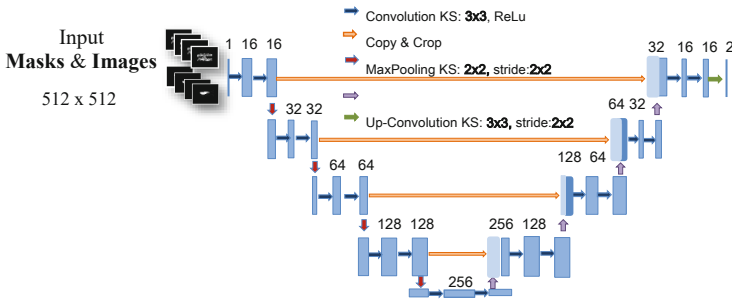 Input
Masks & Images
512 x 512
Convolution KS: 3x3, ReLu
Copy & Crop
MaxPooling KS: 2x2, stride:2x2
Up-Convolution KS: 3x3, stride:2x2
1 16 16
32 16 16 2
32 32
64 32
64 64
128 64
128 128
256 128
256